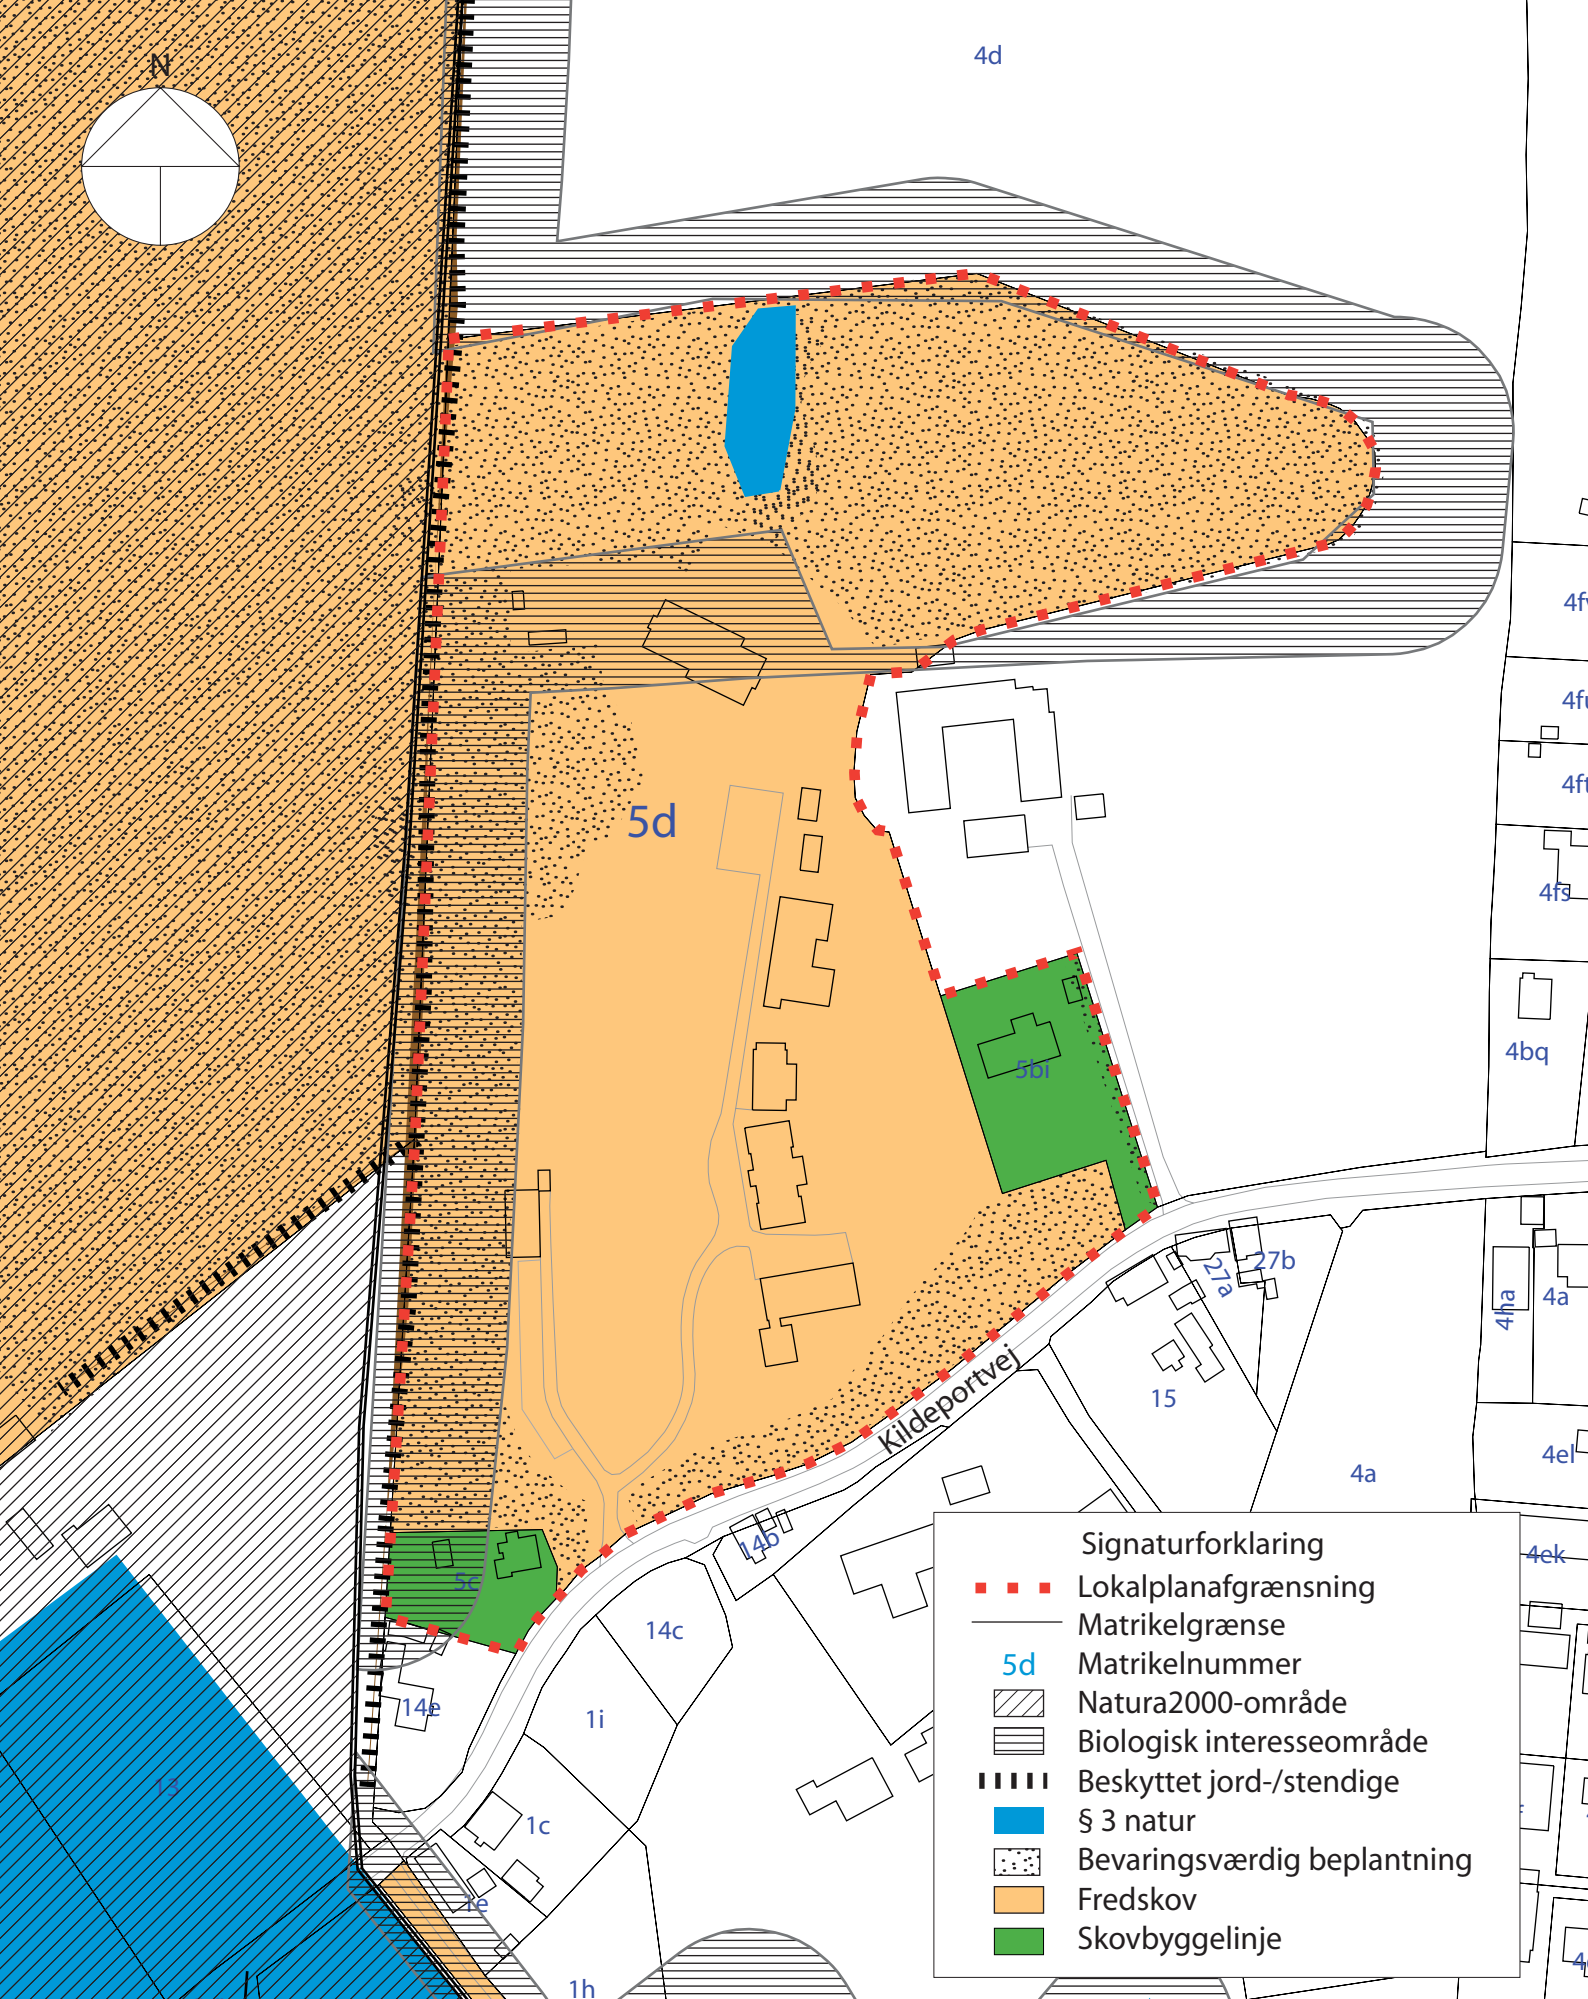 N
4d
4fu
4ft
5d
4fs
4bq
5bi
27b
27a
4ha
4a
Kildeportvej
15
4el
4a
14b
4ek
5c
14c
14e
1i
13
1c
1e
1h
Signaturforklaring
Lokalplanafgrænsning
Matrikelgrænse
5d Matrikelnummer
Natura2000-område
Biologisk interesseområde
Beskyttet jord-/stendige
§ 3 natur
Bevaringsværdig beplantning
Fredskov
Skovbyggelinje